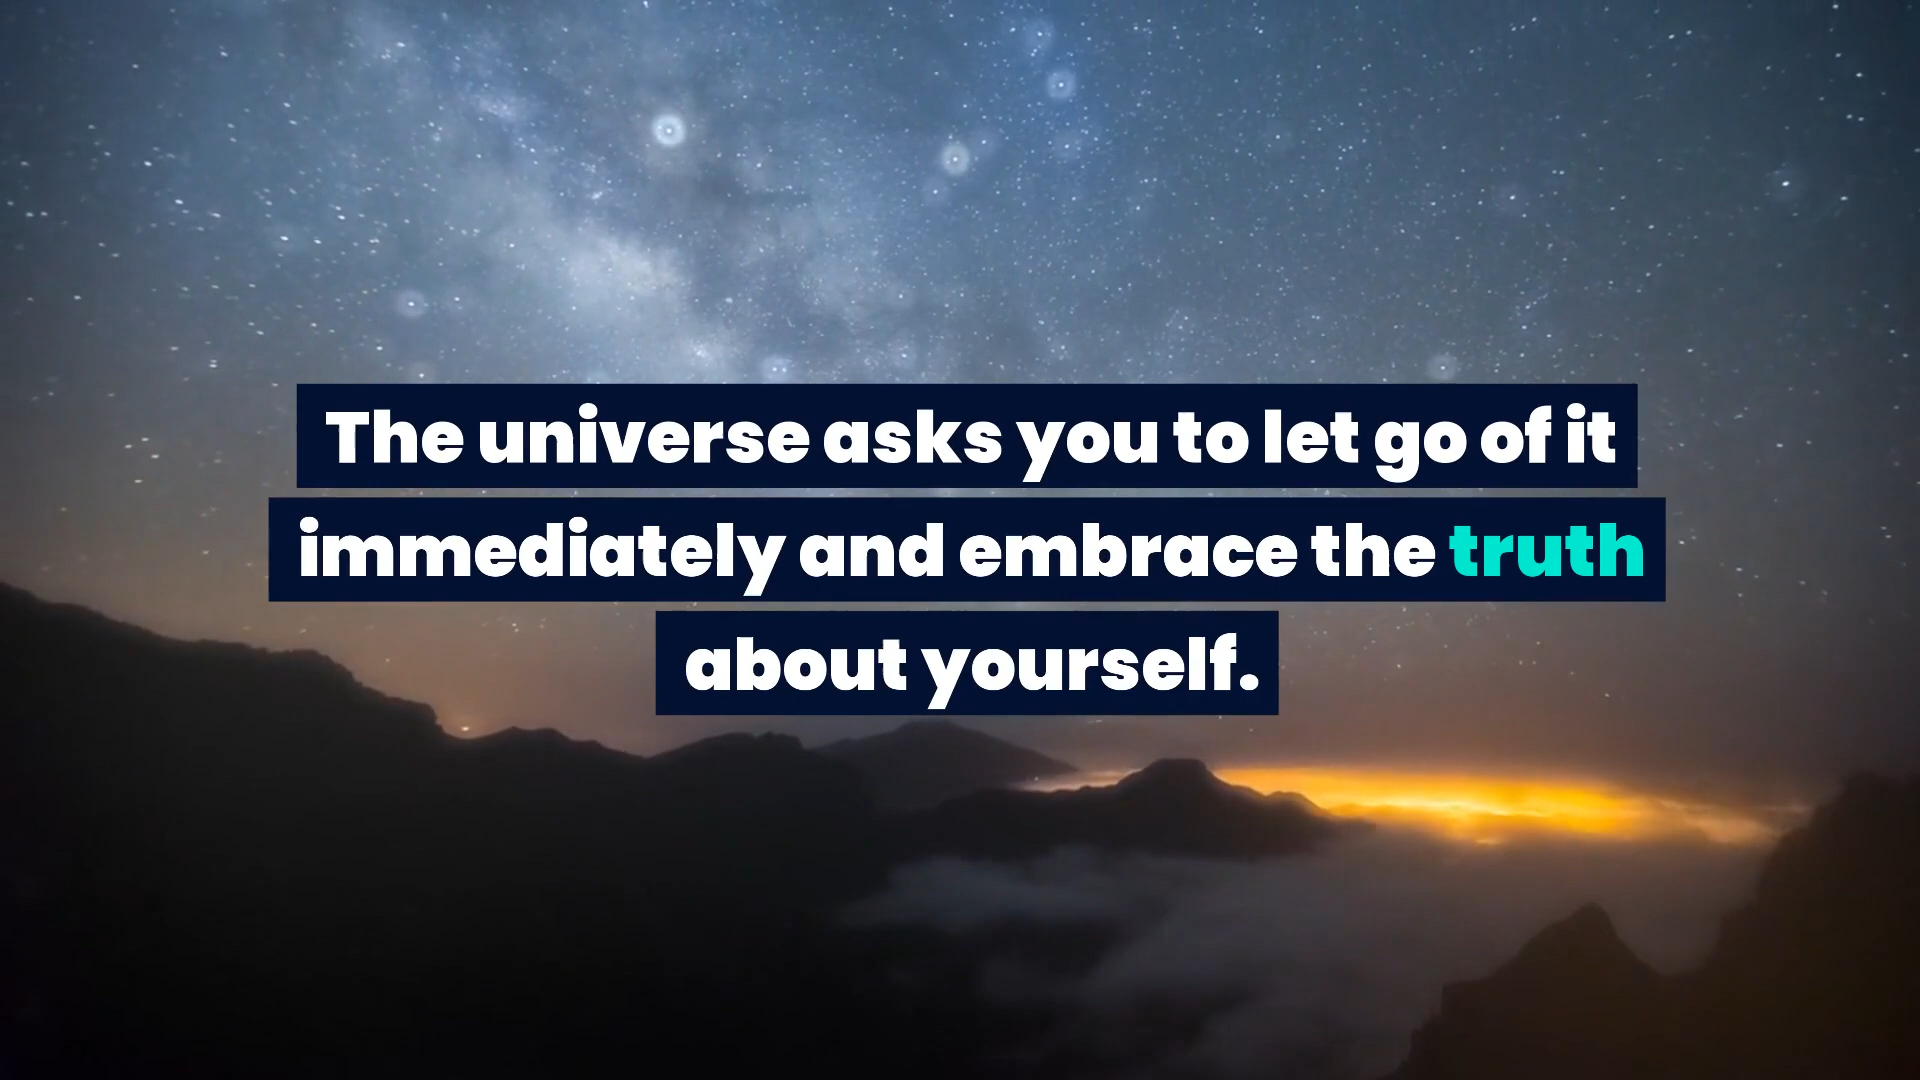 The universe asks you to let go of it
immediately and embrace the truth
about yourself.